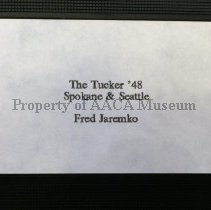 The Tucker '48
Spokane & Seattle
Property of AACA Museum
Fred Jaremko